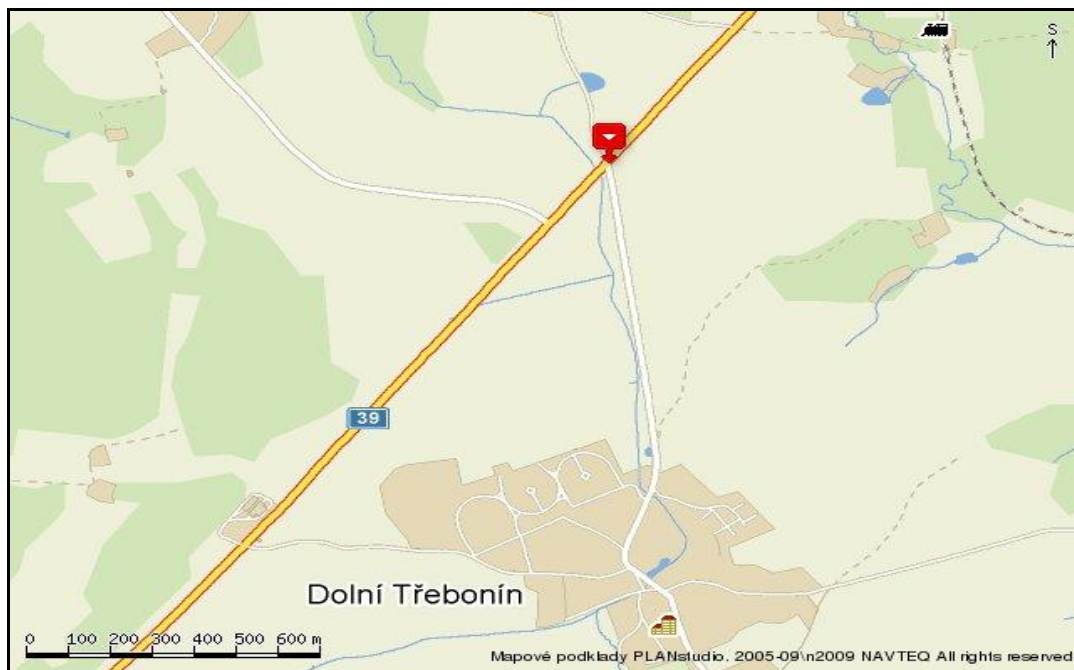 S
39
Dolní Třebonín
0 100 200 300 400 500 600 m
Mapové podklady PLANstudio. 2005-09\n2009 NAVTEQ All rights reserved